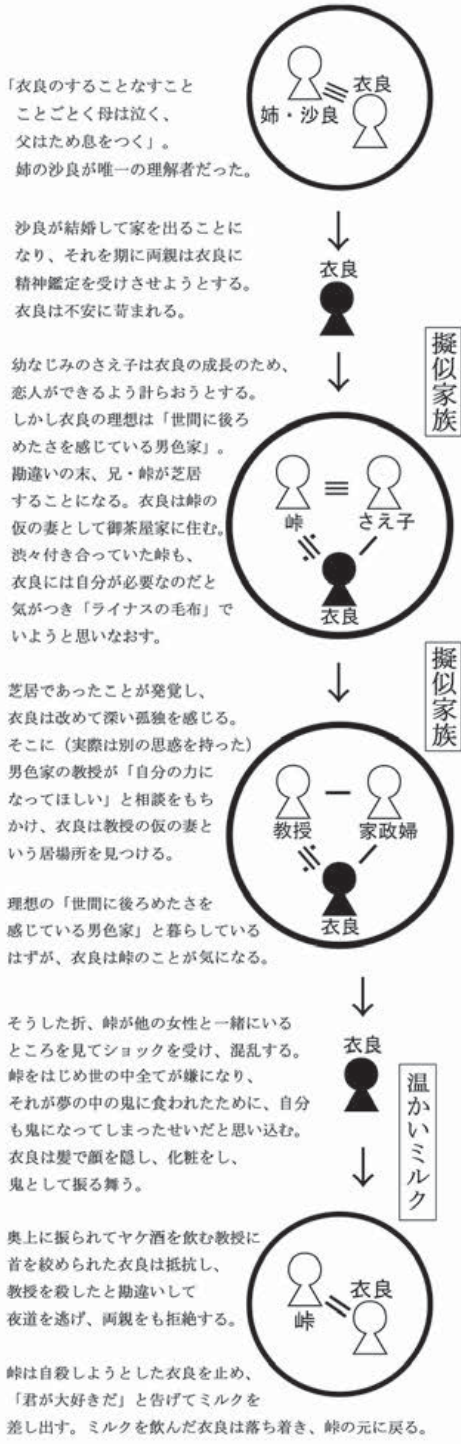 「衣良のすることなすこと
ことごとく母は泣く、
父はため息をつく」。
姉の沙良が唯一の理解者だった。
衣良
姉・沙良
沙良が結婚して家を出ることに
なり、それを期に両親は衣良に
精神鑑定を受けさせようとする。
衣良は不安に苛まれる。
↓
衣良
↓
擬似家族
幼なじみのさえ子は衣良の成長のため、
恋人ができるよう計らおうとする。
しかし衣良の理想は「世間に後ろ
めたさを感じている男色家」。
勘違いの末、兄・峠が芝居
することになる。衣良は峠の
仮の妻として御茶屋家に住む。
渋々付き合っていた峠も、
衣良には自分が必要なのだと
気がつき「ライナスの毛布」で
いようと思いなおす。
峠
さえ子
衣良
↓
擬似家族
芝居であったことが発覚し、
衣良は改めて深い孤独を感じる。
そこに（実際は別の思惑を持った）
男色家の教授が「自分の力に
なってほしい」と相談をもち
かけ、衣良は教授の仮の妻と
いう居場所を見つける。
教授
家政婦
衣良
理想の「世間に後ろめたさを
感じている男色家」と暮らしている
はずが、衣良は峠のことが気になる。
↓
そうした折、峠が他の女性と一緒にいる
ところを見てショックを受け、混乱する。
峠をはじめ世の中全てが嫌になり、
それが夢の中の鬼に食われたために、自分
も鬼になってしまったせいだと思い込む。
衣良は髪で顔を隠し、化粧をし、
鬼として振る舞う。
衣良
↓
温かいミルク
奥上に振られてヤケ酒を飲む教授に
首を絞められた衣良は抵抗し、
教授を殺したと勘違いして
夜道を逃げ、両親をも拒絶する。
衣良
峠
峠は自殺しようとした衣良を止め、
「君が大好きだ」と告げてミルクを
差し出す。ミルクを飲んだ衣良は落ち着き、峠の元に戻る。